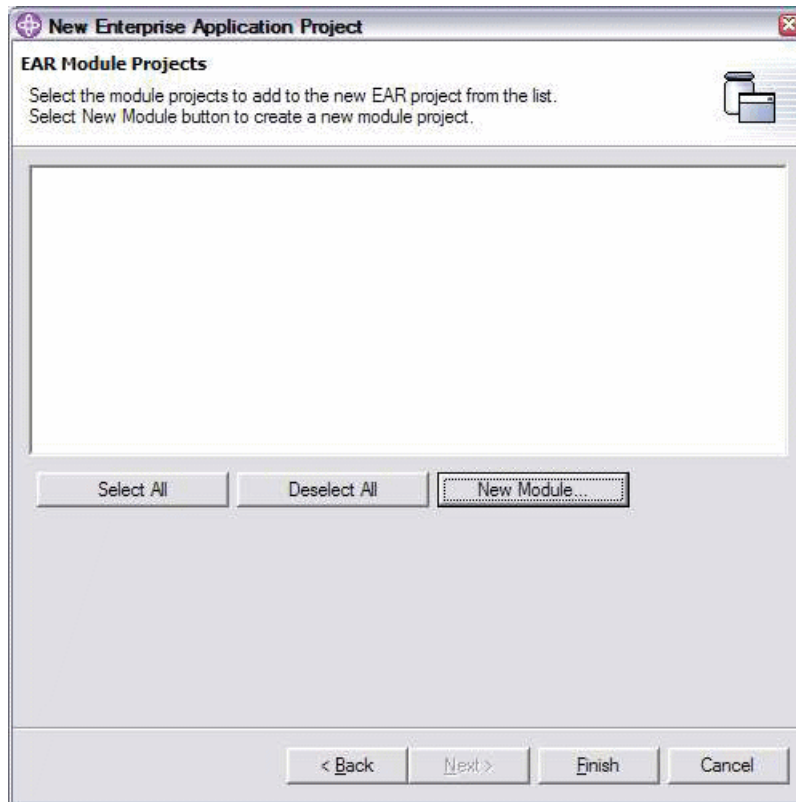 New Enterprise Application Project
EAR Module Projects
Select the module projects to add to the new EAR project from the list.
Select New Module button to create a new module project.
Select All
Deselect All
New Module...
< Back
Next >
Finish
Cancel